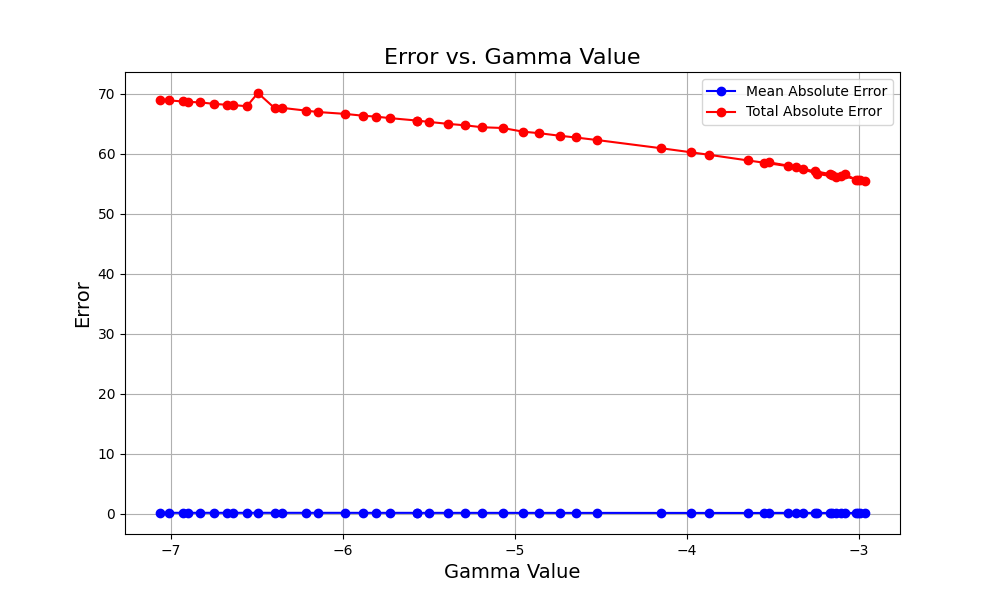 Error vs. Gamma Value
Mean Absolute Error
Total Absolute Error
70
60
50
40
30
20
10
0
Error
−7
−6
−5
−4
−3
Gamma Value